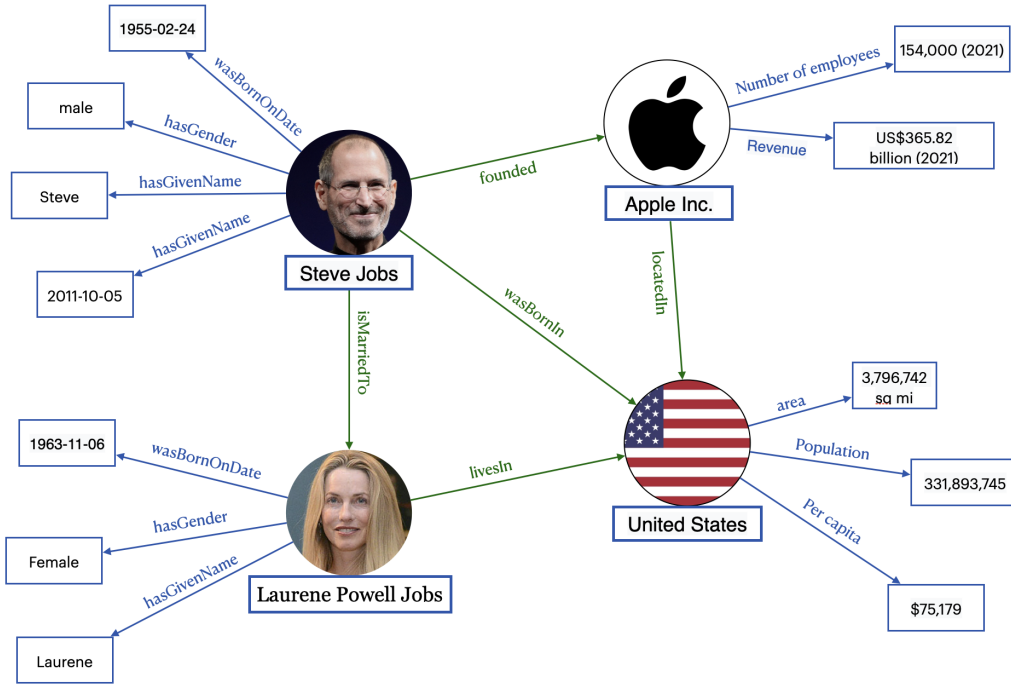 1955-02-24
wasBornOnDate
male
hasGender
Steve
hasGivenName
2011-10-05
hasGivenName
Steve Jobs
founded
Apple Inc.
Number of employees
154,000 (2021)
Revenue
US$365.82
billion (2021)
locatedIn
wasBornIn
isMarriedTo
1963-11-06
wasBornOnDate
Female
hasGender
Laurene
hasGivenName
Laurene Powell Jobs
livesIn
United States
area
3,796,742
sq mi
Population
331,893,745
Per capita
$75,179